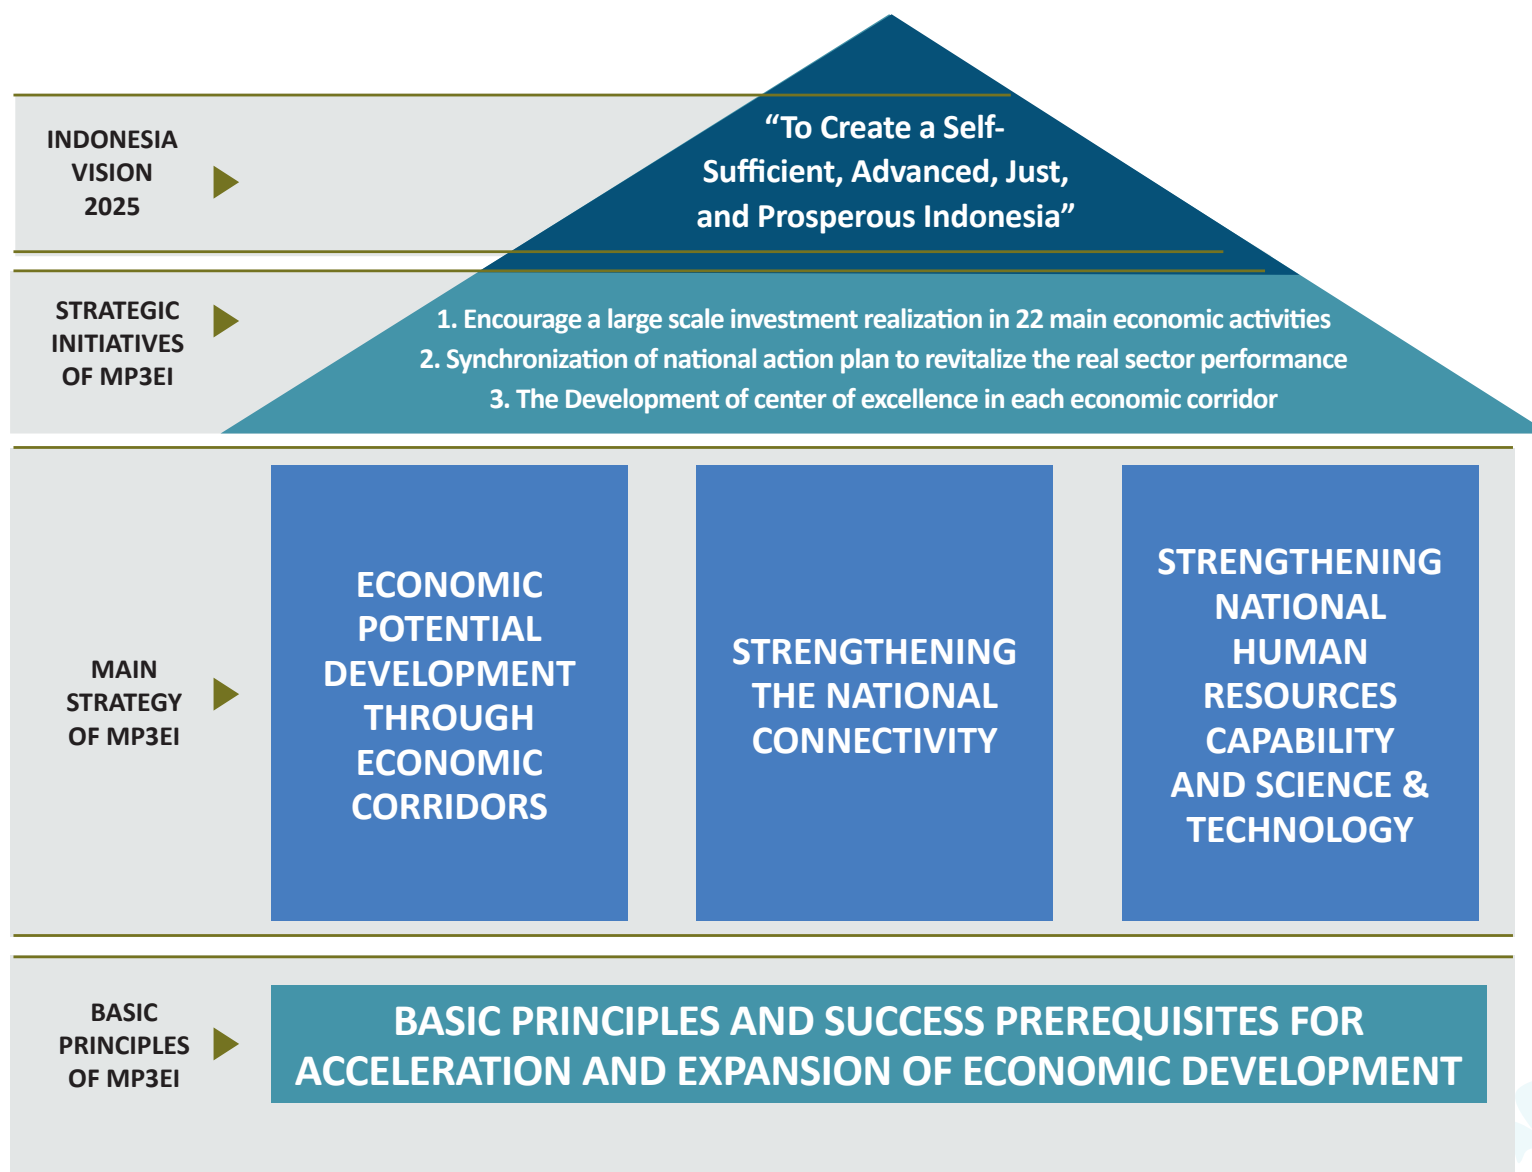 INDONESIA
VISION
2025
“To Create a Self-
Sufficient, Advanced, Just,
and Prosperous Indonesia”
STRATEGIC
INITIATIVES
OF MP3EI
1. Encourage a large scale investment realization in 22 main economic activities
2. Synchronization of national action plan to revitalize the real sector performance
3. The Development of center of excellence in each economic corridor
MAIN
STRATEGY
OF MP3EI
ECONOMIC
POTENTIAL
DEVELOPMENT
THROUGH
ECONOMIC
CORRIDORS
STRENGTHENING
THE NATIONAL
CONNECTIVITY
STRENGTHENING
NATIONAL
HUMAN
RESOURCES
CAPABILITY
AND SCIENCE &
TECHNOLOGY
BASIC
PRINCIPLES
OF MP3EI
BASIC PRINCIPLES AND SUCCESS PREREQUISITES FOR
ACCELERATION AND EXPANSION OF ECONOMIC DEVELOPMENT